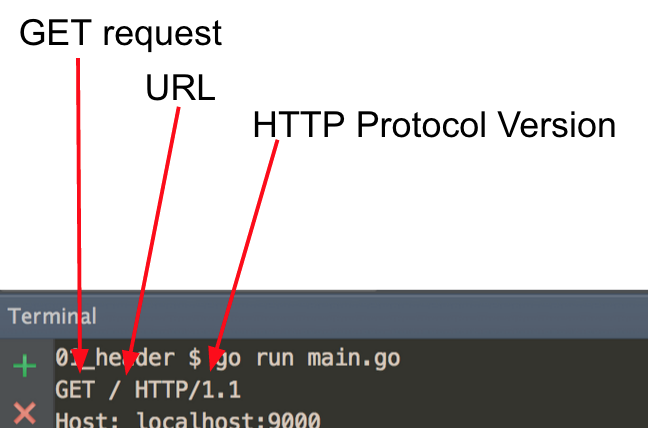 GET request
URL
HTTP Protocol Version
Terminal
01_header $ go run main.go
GET / HTTP/1.1
Host: localhost:9000